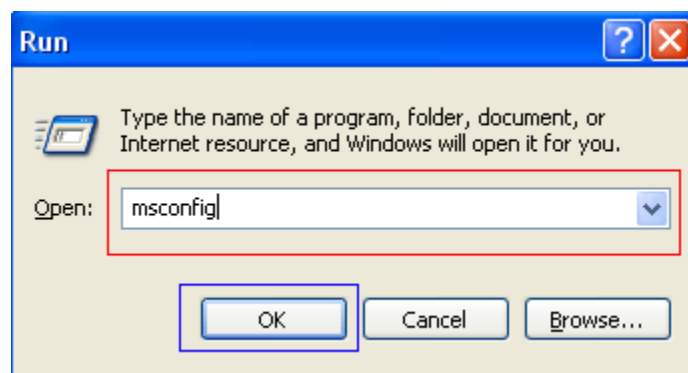 Run
Type the name of a program, folder, document, or
Internet resource, and Windows will open it for you.
Open: msconfig
OK Cancel Browse...